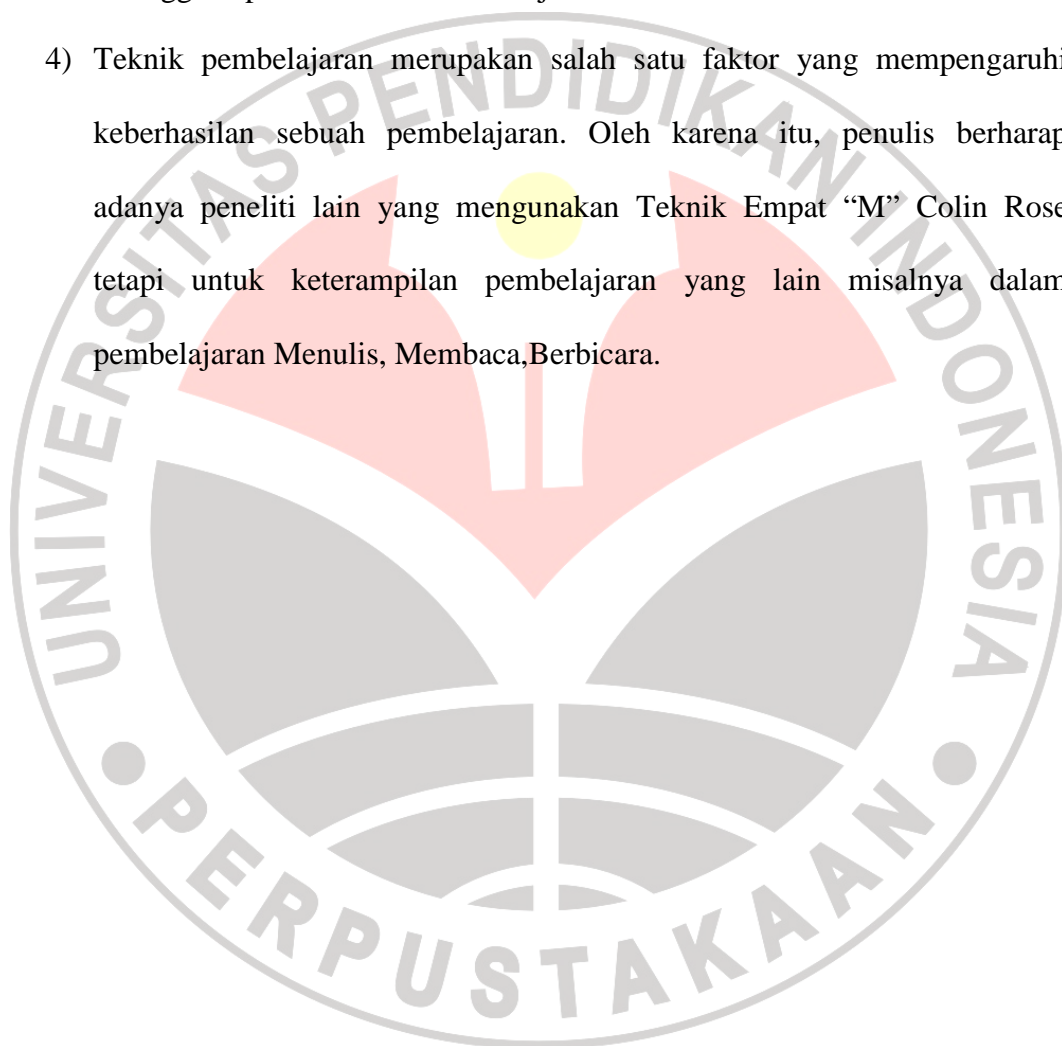 4) Teknik pembelajaran merupakan salah satu faktor yang mempengaruhi
keberhasilan sebuah pembelajaran. Oleh karena itu, penulis berharap
adanya peneliti lain yang mengunakan Teknik Empat “M” Colin Rose
tetapi untuk keterampilan pembelajaran yang lain misalnya dalam
pembelajaran Menulis, Membaca,Berbicara.
UNIVERSITAS PENDIDIKAN INDONESIA
PERPUSTAKAAN